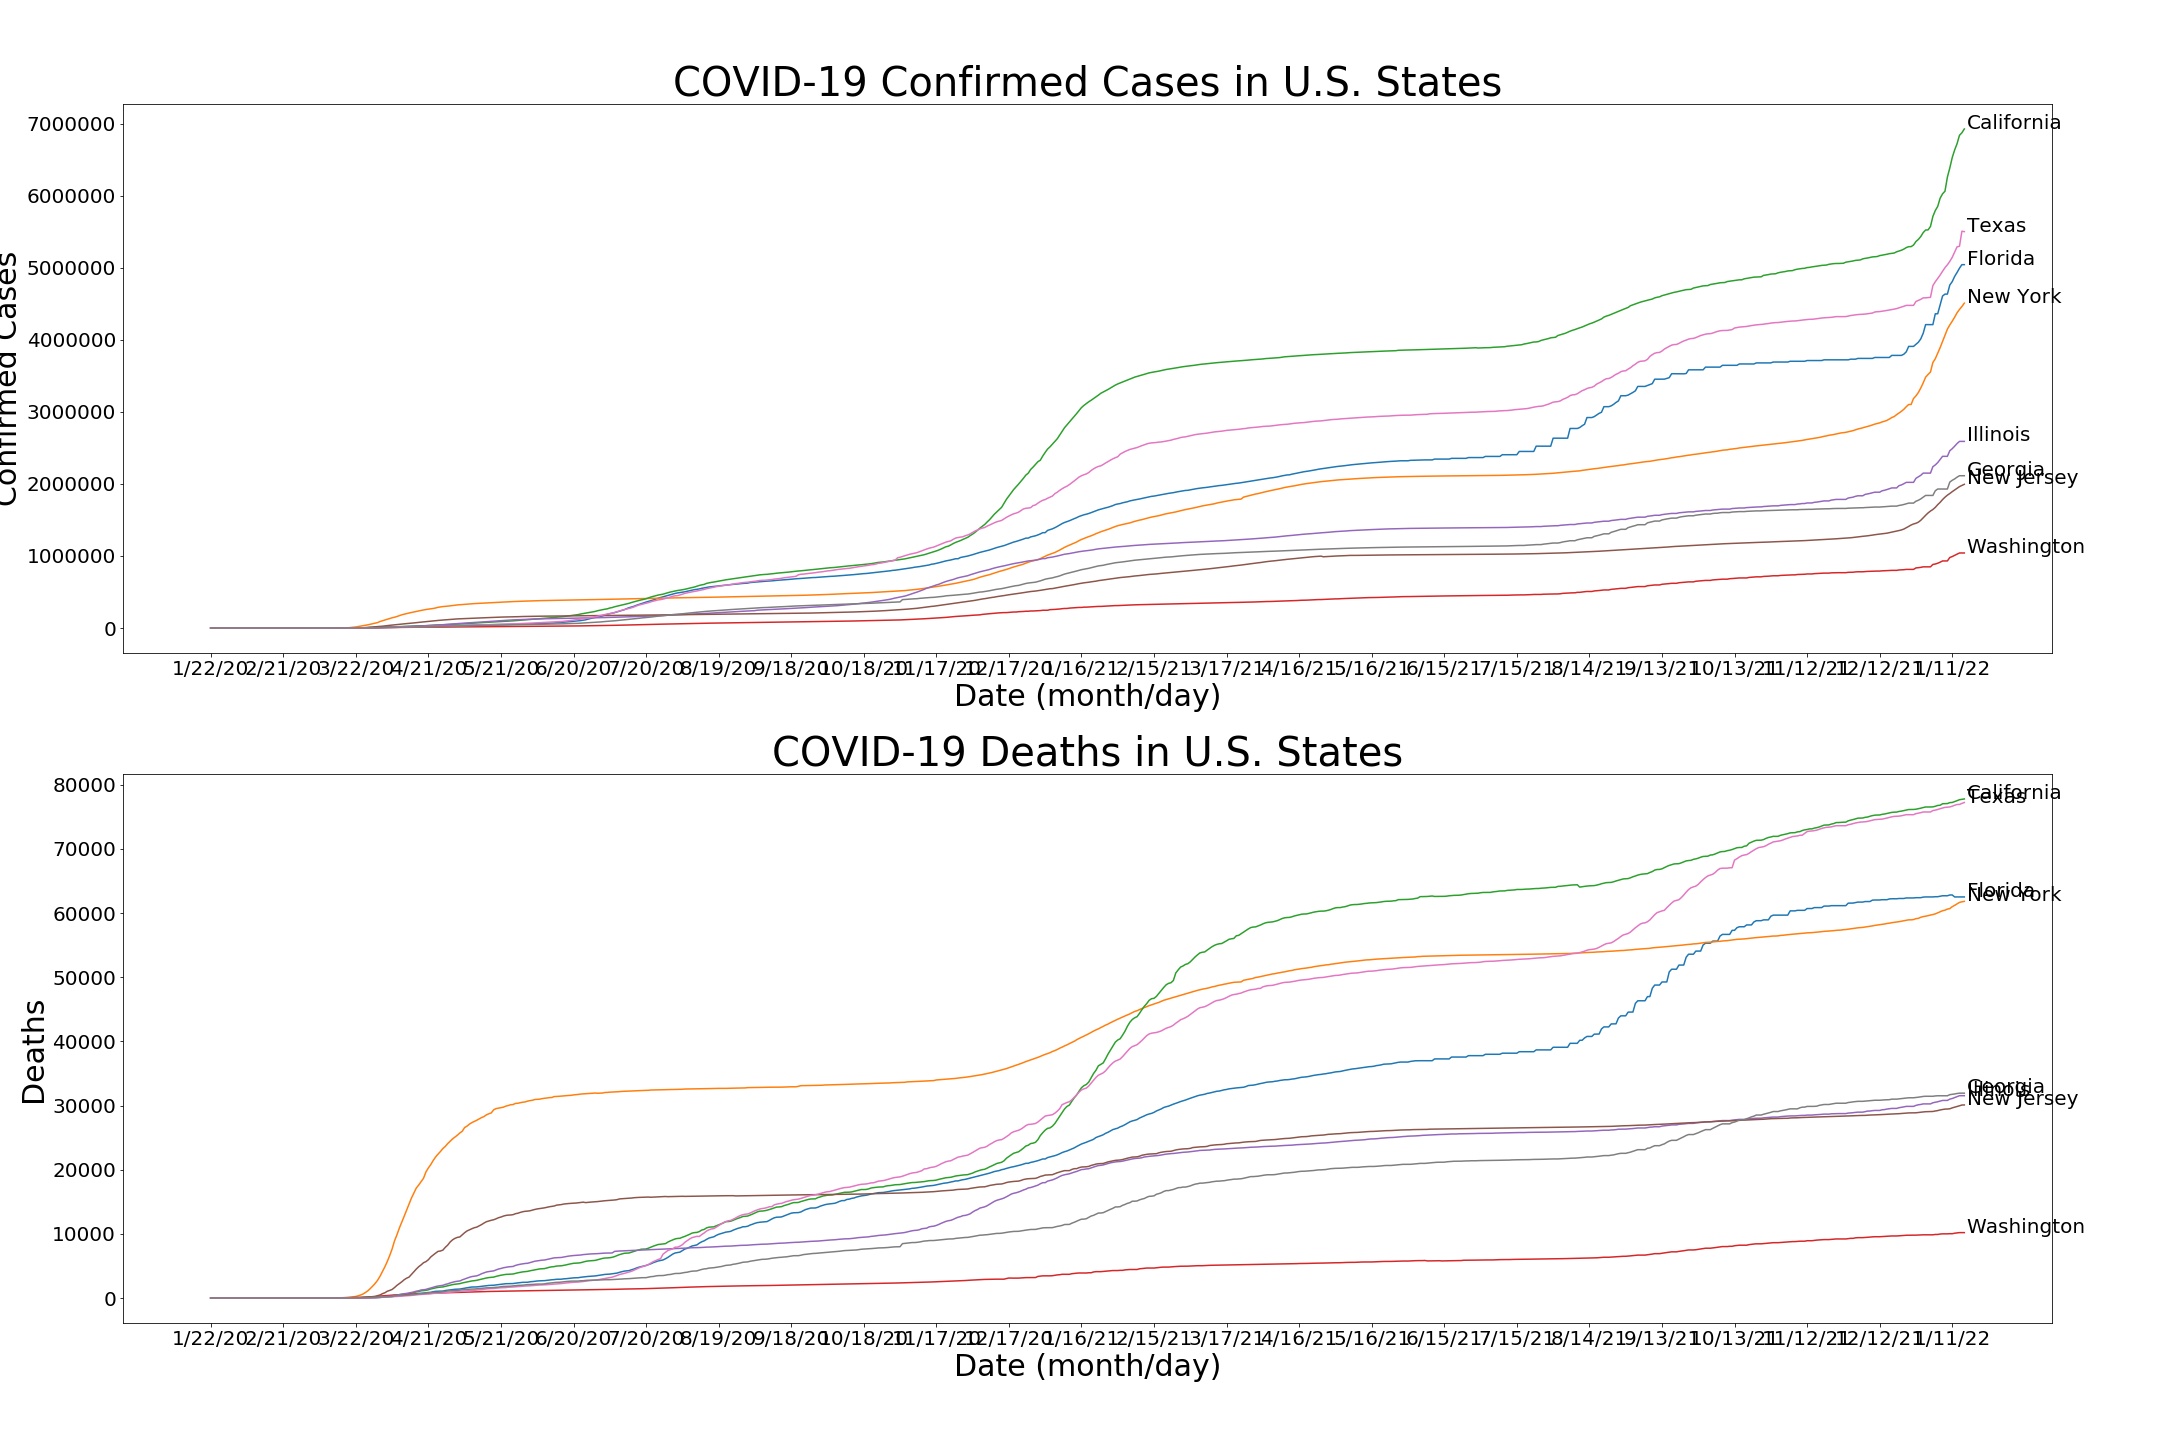 COVID-19 Confirmed Cases in U.S. States
7000000
6000000
5000000
4000000
3000000
2000000
1000000
0
Confirmed Cases
California
Texas
Florida
New York
Illinois
Georgia
New Jersey
Washington
1/22/20 2/21/20 3/22/20 4/21/20 5/21/20 6/20/20 7/20/20 8/19/20 9/18/20 10/18/20 11/17/20 12/17/20 1/16/21 2/15/21 3/17/21 4/16/21 5/16/21 6/15/21 7/15/21 8/14/21 9/13/21 10/13/21 11/12/21 12/12/21 1/11/22
Date (month/day)
COVID-19 Deaths in U.S. States
80000
70000
60000
50000
40000
30000
20000
10000
0
Deaths
California
Texas
Florida
New York
Georgia
Illinois
New Jersey
Washington
1/22/20 2/21/20 3/22/20 4/21/20 5/21/20 6/20/20 7/20/20 8/19/20 9/18/20 10/18/20 11/17/20 12/17/20 1/16/21 2/15/21 3/17/21 4/16/21 5/16/21 6/15/21 7/15/21 8/14/21 9/13/21 10/13/21 11/12/21 12/12/21 1/11/22
Date (month/day)